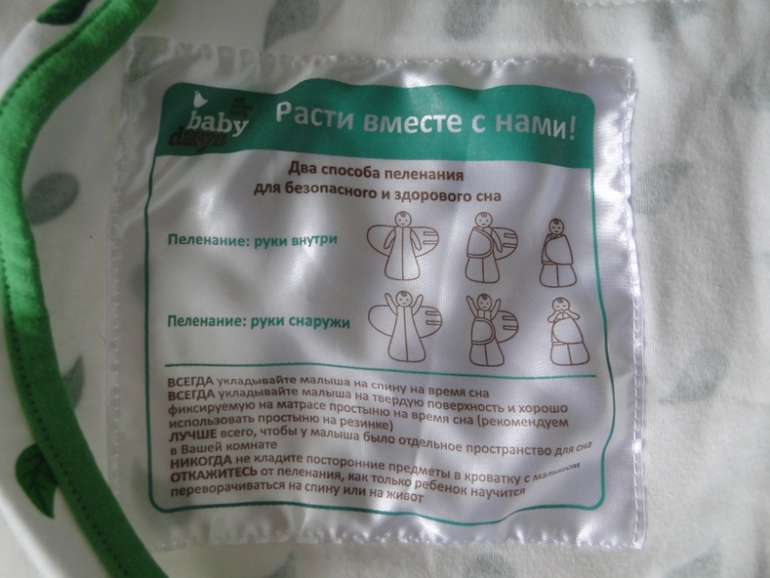 baby
days
Расти вместе с нами!
Два способа пеленания
для безопасного и здорового сна
Пеленание: руки внутри
Пеленание: руки снаружи
ВСЕГДА укладывайте малыша на спину на время сна
ВСЕГДА укладывайте малыша на твердую поверхность и хорошо
фиксируемую на матрасе простыню на время сна (рекомендуем
использовать простыню на резинке)
ЛУЧШЕ всего, чтобы у малыша было отдельное пространство для сна
в Вашей комнате
НИКОГДА не кладите посторонние предметы в кроватку с малышом
ОТКАЖИТЕСЬ от пеленания, как только ребенок научится
переворачиваться на спину или на живот